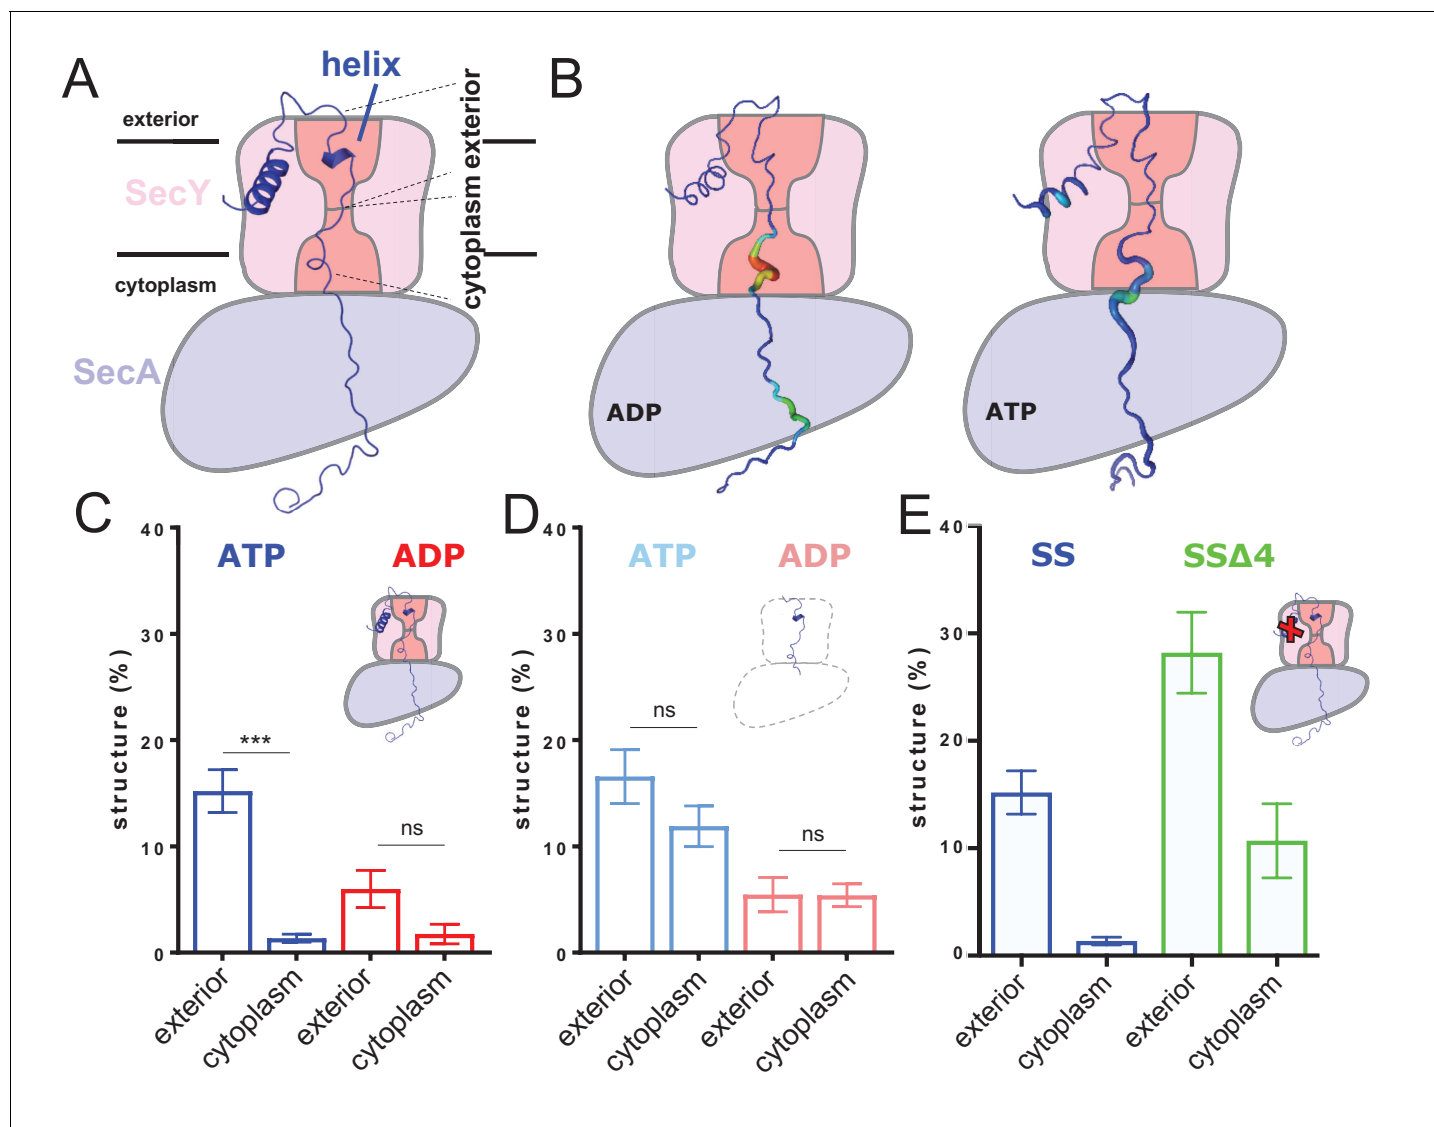 A
helix
exterior
SecY
cytoplasm
SecA
cytoplasm exterior
B
ADP
ATP
C
structure (%)
40
30
20
10
0
ATP
ADP
***
ns
exterior
cytoplasm
exterior
cytoplasm
D
structure (%)
40
30
20
10
0
ATP
ADP
ns
ns
exterior
cytoplasm
exterior
cytoplasm
E
structure (%)
40
30
20
10
0
SS
SSΔ4
exterior
cytoplasm
exterior
cytoplasm